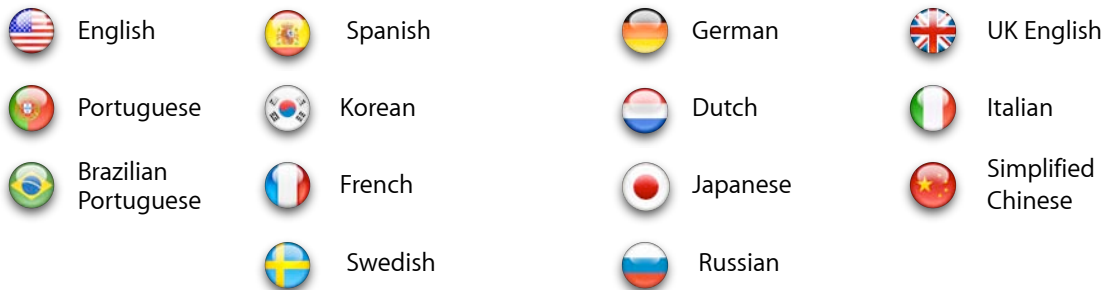 English
Spanish
German
UK English
Portuguese
Korean
Dutch
Italian
Brazilian
Portuguese
French
Japanese
Simplified
Chinese
Swedish
Russian